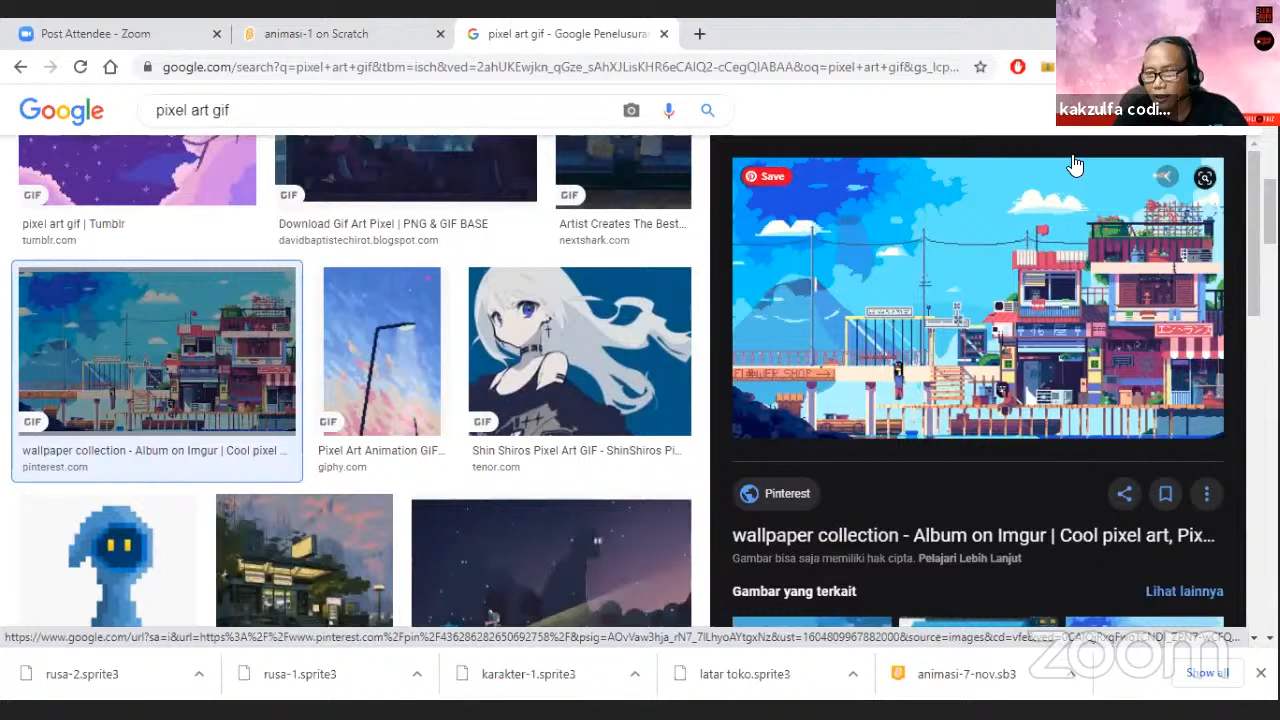 Post Attendee - Zoom
animasi-1 on Scratch
pixel art gif - Google Penelusura
google.com/search?q=pixel+art+gif&tbm=isch&ved=2ahUKEwjkn_qGze_sAhXJLisKHR6eCAIQ2-cCegQIABAA&oq=pixel+art+gif&gs_lcp...
kakzulfa codi...
Google
pixel art gif
GIF
GIF
GIF
pixel art gif | Tumblr
tumblr.com
Download Gif Art Pixel | PNG & GIF BASE
davidbaptistechirot.blogspot.com
Artist Creates The Best...
nextshark.com
Save
エントランス
FLOWER SHOP
GIF
GIF
GIF
wallpaper collection - Album on Imgur | Cool pixel ...
pinterest.com
Pixel Art Animation GIF...
giphy.com
Shin Shiros Pixel Art GIF - ShinShiros Pi...
tenor.com
Pinterest
wallpaper collection - Album on Imgur | Cool pixel art, Pix...
Gambar bisa saja memiliki hak cipta. Pelajari Lebih Lanjut
Gambar yang terkait
Lihat lainnya
rusa-2.sprite3
rusa-1.sprite3
karakter-1.sprite3
latar toko.sprite3
animasi-7-nov.sb3
Show all
zoom